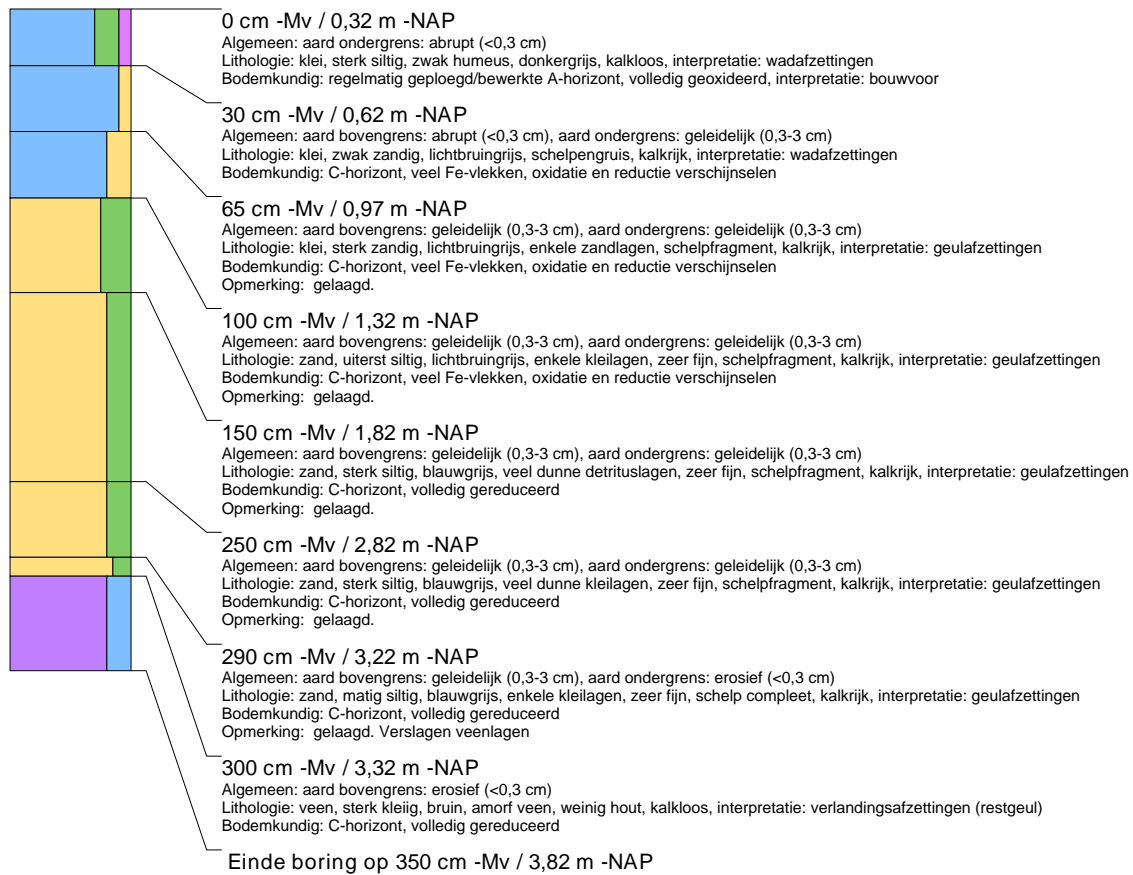 0 cm -Mv / 0,32 m -NAP
Algemeen: aard ondergrens: abrupt (<0,3 cm)
Lithologie: klei, sterk siltig, zwak humeus, donkergrijs, kalkloos, interpretatie: wadafzettingen
Bodemkundig: regelmatig geploegd/bewerkte A-horizont, volledig geoxideerd, interpretatie: bouwvoor
30 cm -Mv / 0,62 m -NAP
Algemeen: aard bovengrens: abrupt (<0,3 cm), aard ondergrens: geleidelijk (0,3-3 cm)
Lithologie: klei, zwak zandig, lichtbruingrijs, schelpengruis, kalkrijk, interpretatie: wadafzettingen
Bodemkundig: C-horizont, veel Fe-vlekken, oxidatie en reductie verschijnselen
65 cm -Mv / 0,97 m -NAP
Algemeen: aard bovengrens: geleidelijk (0,3-3 cm), aard ondergrens: geleidelijk (0,3-3 cm)
Lithologie: klei, sterk zandig, lichtbruingrijs, enkele zandlagen, schelpfragment, kalkrijk, interpretatie: geulafzettingen
Bodemkundig: C-horizont, veel Fe-vlekken, oxidatie en reductie verschijnselen
Opmerking: gelaagd.
100 cm -Mv / 1,32 m -NAP
Algemeen: aard bovengrens: geleidelijk (0,3-3 cm), aard ondergrens: geleidelijk (0,3-3 cm)
Lithologie: zand, uiterst siltig, lichtbruingrijs, enkele kleilagen, zeer fijn, schelpfragment, kalkrijk, interpretatie: geulafzettingen
Bodemkundig: C-horizont, veel Fe-vlekken, oxidatie en reductie verschijnselen
Opmerking: gelaagd.
150 cm -Mv / 1,82 m -NAP
Algemeen: aard bovengrens: geleidelijk (0,3-3 cm), aard ondergrens: geleidelijk (0,3-3 cm)
Lithologie: zand, sterk siltig, blauwgrijs, veel dunne detrituslagen, zeer fijn, schelpfragment, kalkrijk, interpretatie: geulafzettingen
Bodemkundig: C-horizont, volledig gereduceerd
Opmerking: gelaagd.
250 cm -Mv / 2,82 m -NAP
Algemeen: aard bovengrens: geleidelijk (0,3-3 cm), aard ondergrens: geleidelijk (0,3-3 cm)
Lithologie: zand, sterk siltig, blauwgrijs, veel dunne kleilagen, zeer fijn, schelpfragment, kalkrijk, interpretatie: geulafzettingen
Bodemkundig: C-horizont, volledig gereduceerd
Opmerking: gelaagd.
290 cm -Mv / 3,22 m -NAP
Algemeen: aard bovengrens: geleidelijk (0,3-3 cm), aard ondergrens: erosief (<0,3 cm)
Lithologie: zand, matig siltig, blauwgrijs, enkele kleilagen, zeer fijn, schelp compleet, kalkrijk, interpretatie: geulafzettingen
Bodemkundig: C-horizont, volledig gereduceerd
Opmerking: gelaagd. Verslagen veenlagen
300 cm -Mv / 3,32 m -NAP
Algemeen: aard bovengrens: erosief (<0,3 cm)
Lithologie: veen, sterk kleiig, bruin, amorf veen, weinig hout, kalkloos, interpretatie: verlandingsafzettingen (restgeul)
Bodemkundig: C-horizont, volledig gereduceerd
Einde boring op 350 cm -Mv / 3,82 m -NAP